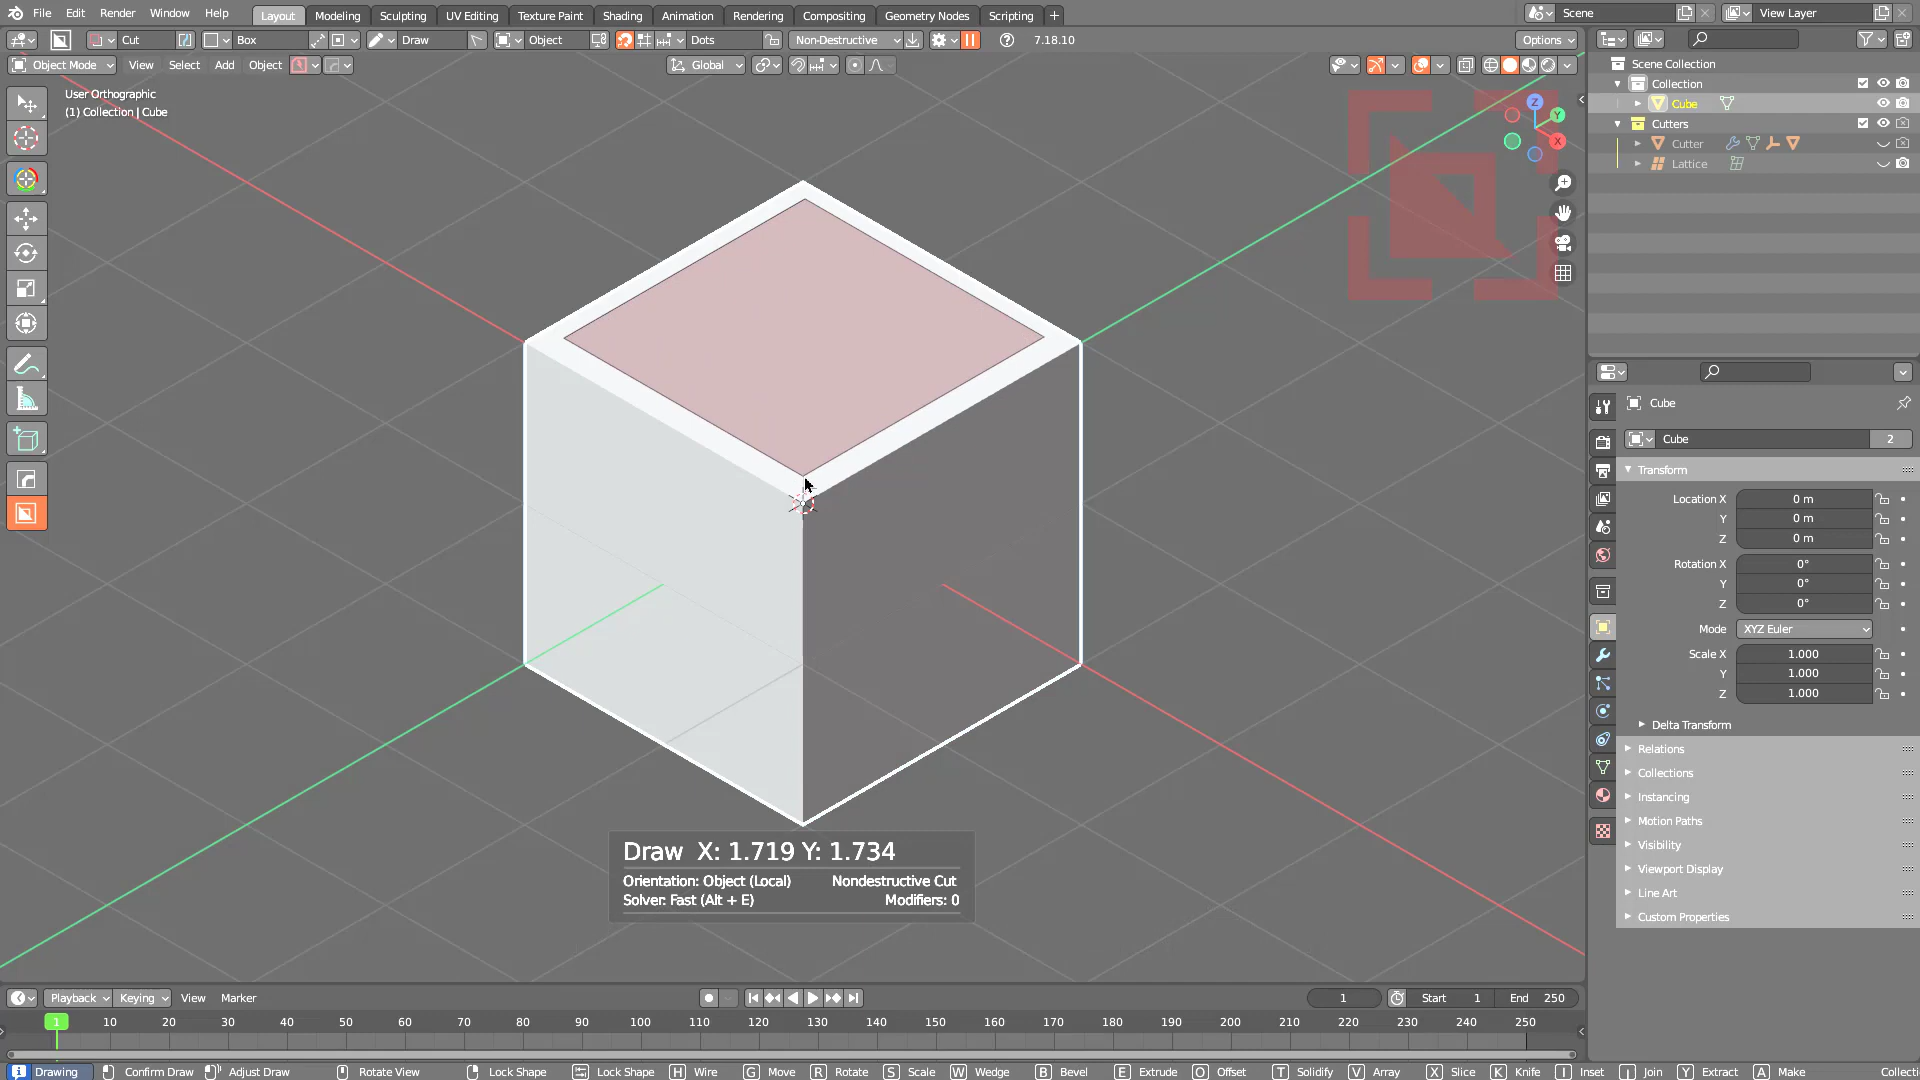 File Edit Render Window Help Layout Modeling Sculpting UV Editing Texture Paint Shading Animation Rendering Compositing Geometry Nodes Scripting + Scene View Layer
Cut Box Draw Object Dots Non-Destructive 7.18.10 Options
Object Mode View Select Add Object Global
User Orthographic
(1) Collection | Cube
Z
Y
X
Scene Collection
Collection
Cube
Cutters
Cutter
Lattice
Cube
Cube 2
Transform
Location X 0 m
Y 0 m
Z 0 m
Rotation X 0°
Y 0°
Z 0°
Mode XYZ Euler
Scale X 1.000
Y 1.000
Z 1.000
Delta Transform
Relations
Collections
Instancing
Motion Paths
Visibility
Viewport Display
Line Art
Custom Properties
Draw X: 1.719 Y: 1.734
Orientation: Object (Local) Nondestructive Cut
Solver: Fast (Alt + E) Modifiers: 0
Playback Keying View Marker 1 Start 1 End 250
1 10 20 30 40 50 60 70 80 90 100 110 120 130 140 150 160 170 180 190 200 210 220 230 240 250
Drawing Confirm Draw Adjust Draw Rotate View Lock Shape Lock Shape H Wire G Move R Rotate S Scale W Wedge B Bevel E Extrude O Offset T Solidify V Array X Slice K Knife I Inset J Join Y Extract A Make Collecti